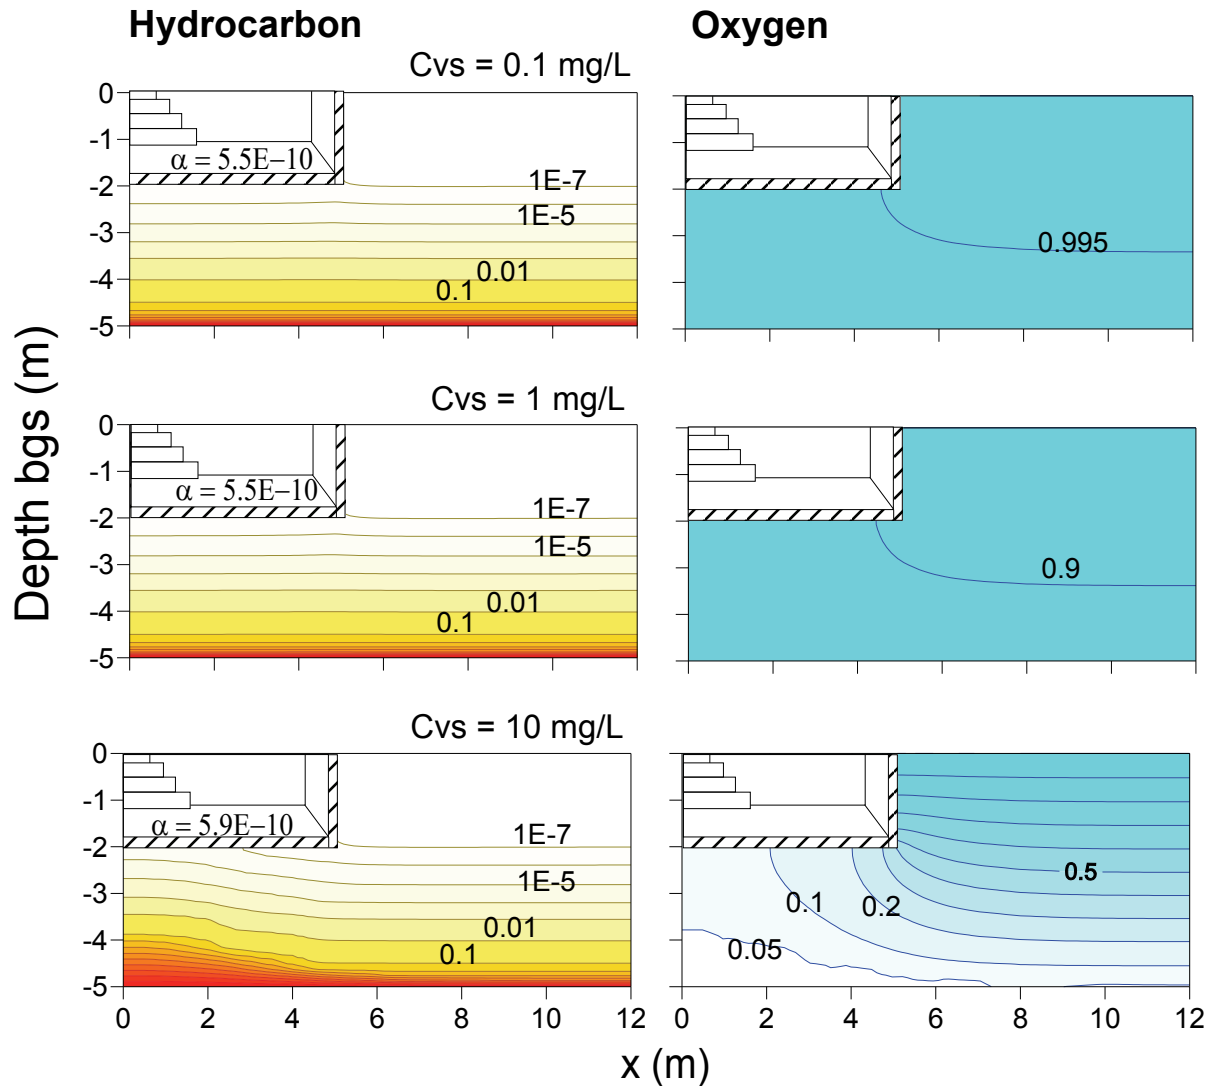 Hydrocarbon
Oxygen
Cvs = 0.1 mg/L
0
-1
-2
-3
-4
-5
α = 5.5E−10
1E-7
1E-5
0.01
0.1
0.995
Depth bgs (m)
Cvs = 1 mg/L
0
-1
-2
-3
-4
-5
α = 5.5E−10
1E-7
1E-5
0.01
0.1
0.9
Cvs = 10 mg/L
0
-1
-2
-3
-4
-5
α = 5.9E−10
1E-7
1E-5
0.01
0.1
0.5
0.1
0.2
0.05
0 2 4 6 8 10 12
0 2 4 6 8 10 12
x (m)